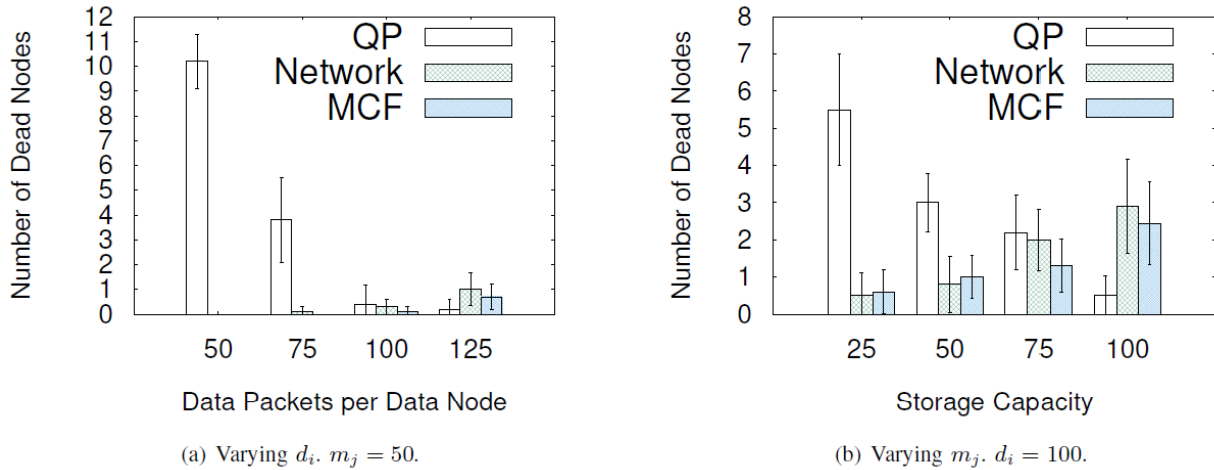 12
11
10
9
8
7
6
5
4
3
2
1
0
Number of Dead Nodes
QP
Network
MCF
50 75 100 125
Data Packets per Data Node
(a) Varying d_i. m_j = 50.
8
7
6
5
4
3
2
1
0
Number of Dead Nodes
QP
Network
MCF
25 50 75 100
Storage Capacity
(b) Varying m_j. d_i = 100.